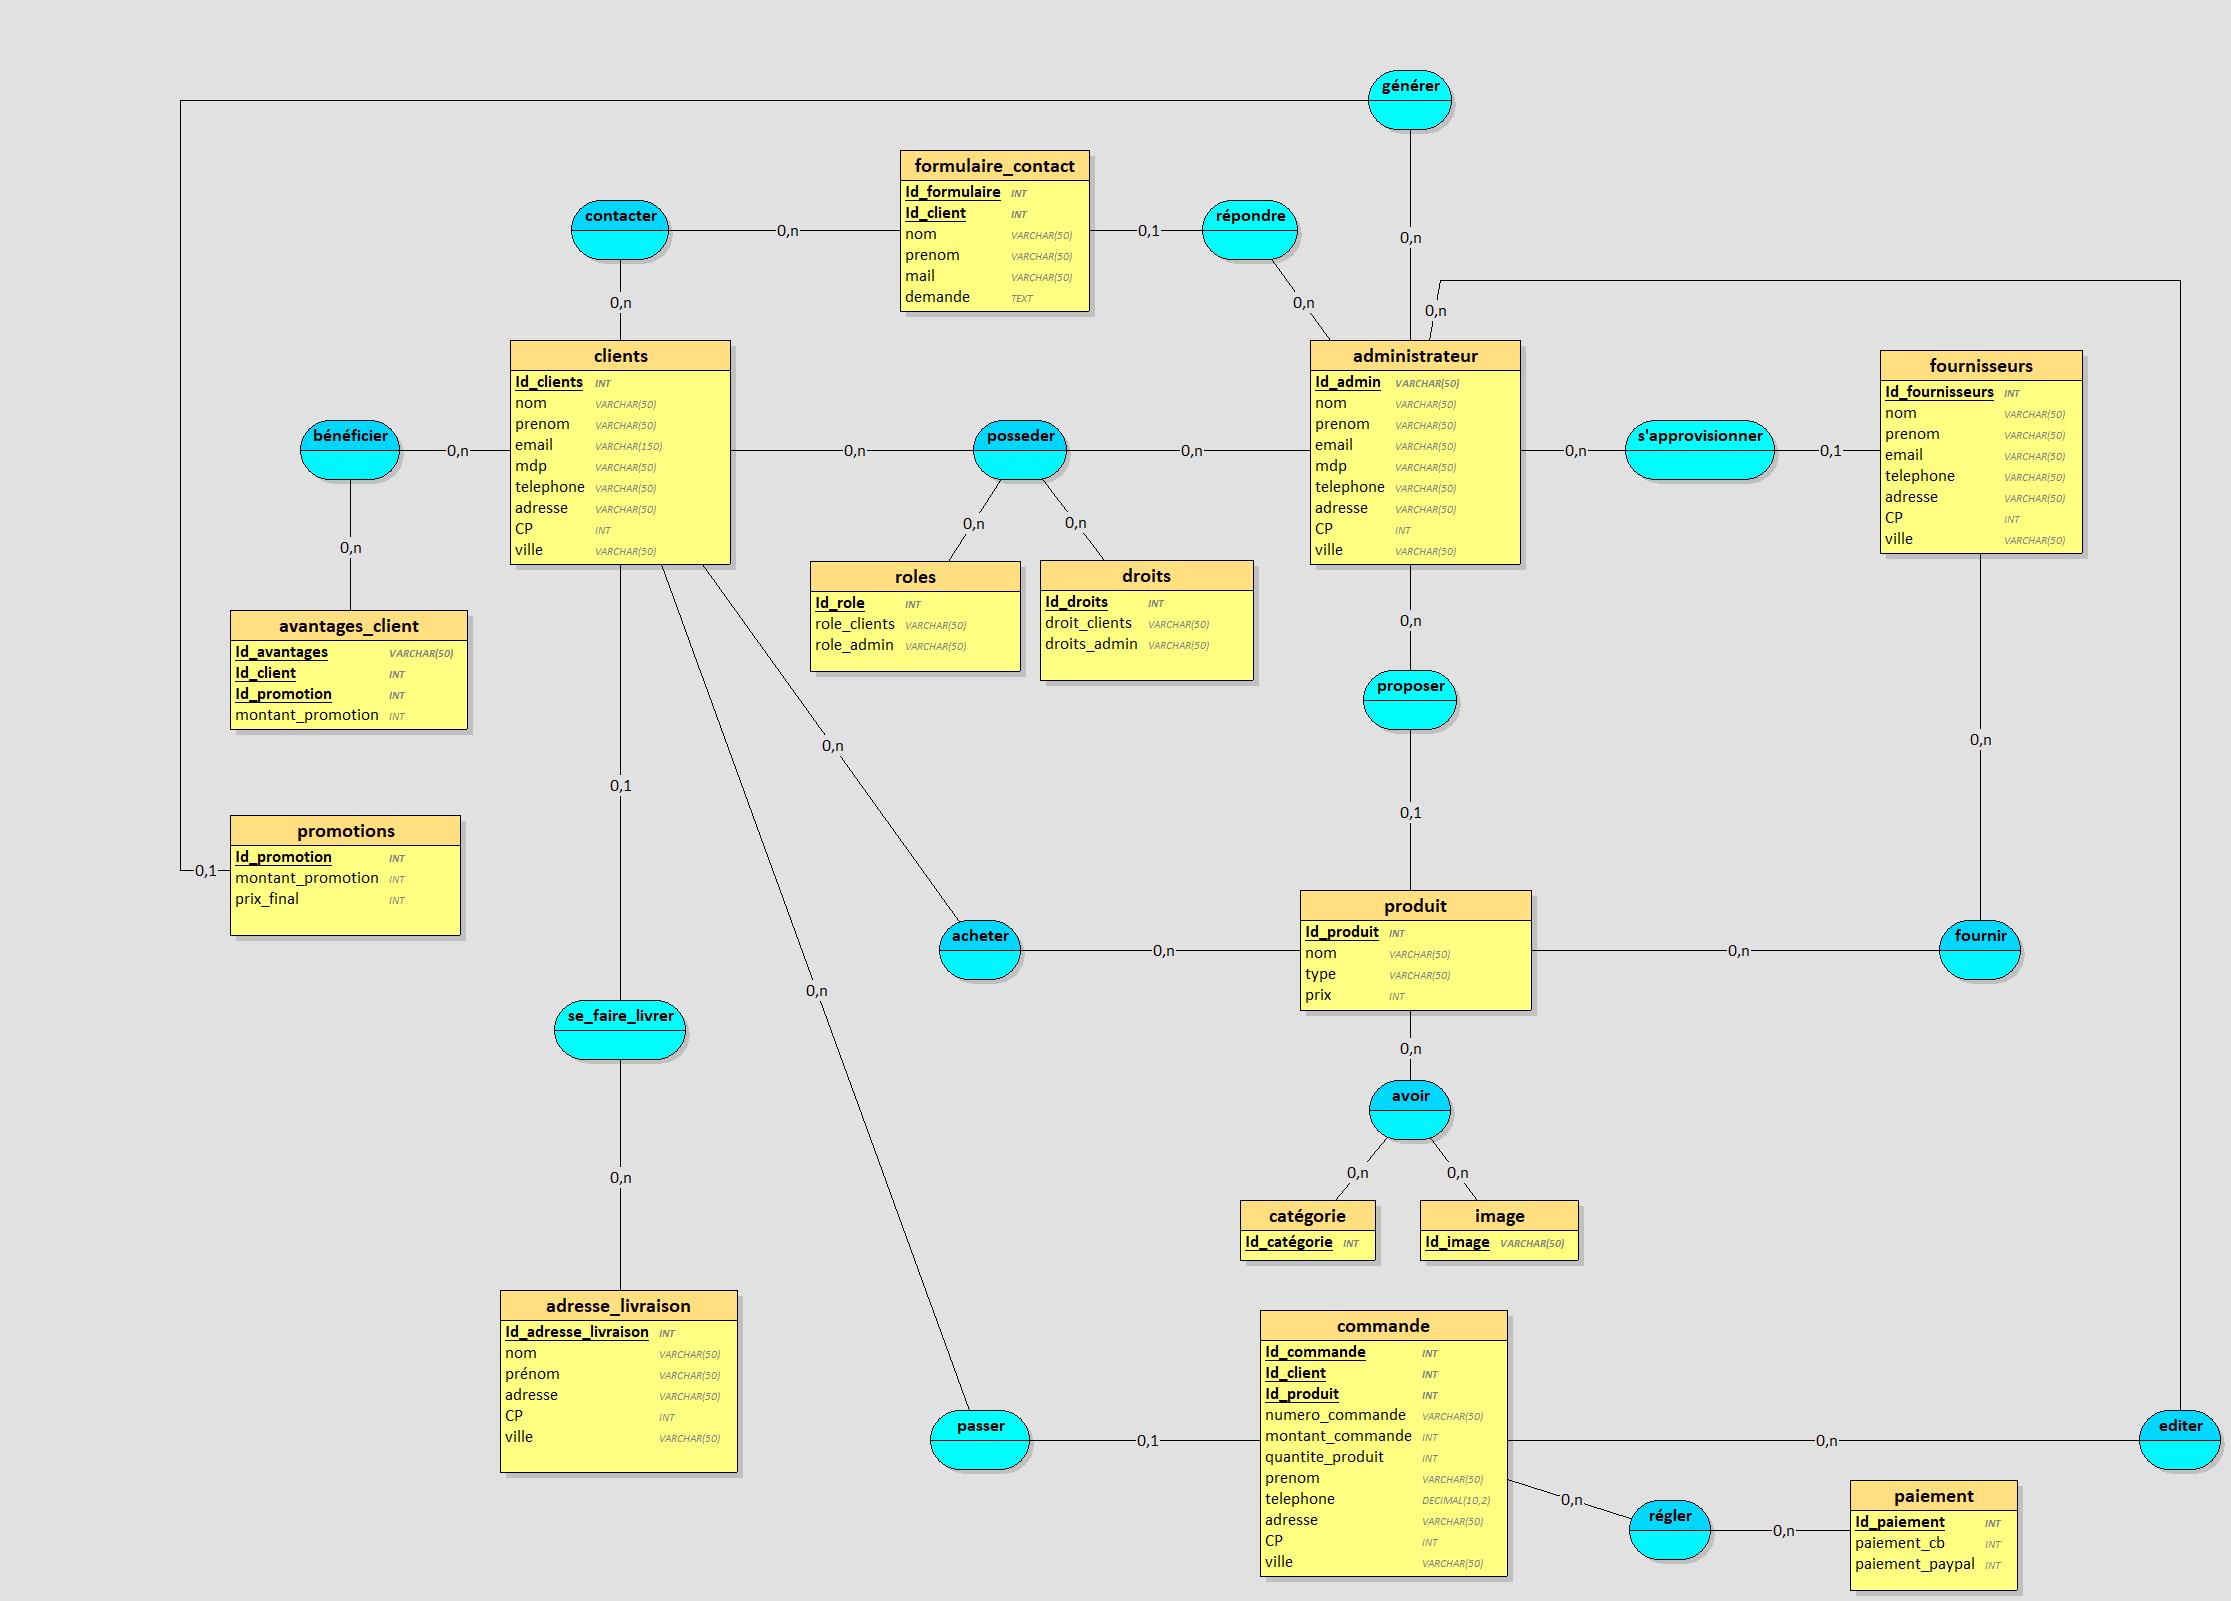 générer
0,n
formulaire_contact
Id_formulaire INT
Id_client INT
nom VARCHAR(50)
prenom VARCHAR(50)
mail VARCHAR(50)
demande TEXT
contacter
0,n
0,n
0,1
répondre
0,n
0,n
clients
Id_clients INT
nom VARCHAR(50)
prenom VARCHAR(50)
email VARCHAR(150)
mdp VARCHAR(50)
telephone VARCHAR(50)
adresse VARCHAR(50)
CP INT
ville VARCHAR(50)
administrateur
Id_admin VARCHAR(50)
nom VARCHAR(50)
prenom VARCHAR(50)
email VARCHAR(50)
mdp VARCHAR(50)
telephone VARCHAR(50)
adresse VARCHAR(50)
CP INT
ville VARCHAR(50)
fournisseurs
Id_fournisseurs INT
nom VARCHAR(50)
prenom VARCHAR(50)
email VARCHAR(50)
telephone VARCHAR(50)
adresse VARCHAR(50)
CP INT
ville VARCHAR(50)
bénéficier
0,n
0,n
0,n
posseder
0,n
0,n
0,n
0,n
s'approvisionner
0,1
roles
Id_role INT
role_clients VARCHAR(50)
role_admin VARCHAR(50)
droits
Id_droits INT
droit_clients VARCHAR(50)
droits_admin VARCHAR(50)
avantages_client
Id_avantages VARCHAR(50)
Id_client INT
Id_promotion INT
montant_promotion INT
0,n
proposer
0,1
0,n
0,n
0,1
promotions
Id_promotion INT
montant_promotion INT
prix_final INT
0,1
produit
Id_produit INT
nom VARCHAR(50)
type VARCHAR(50)
prix INT
acheter
0,n
0,n
fournir
0,n
se_faire_livrer
0,n
0,n
avoir
0,n
0,n
catégorie
Id_catégorie INT
image
Id_image VARCHAR(50)
adresse_livraison
Id_adresse_livraison INT
nom VARCHAR(50)
prénom VARCHAR(50)
adresse VARCHAR(50)
CP INT
ville VARCHAR(50)
commande
Id_commande INT
Id_client INT
Id_produit INT
numero_commande VARCHAR(50)
montant_commande INT
quantite_produit INT
prenom VARCHAR(50)
telephone DECIMAL(10,2)
adresse VARCHAR(50)
CP INT
ville VARCHAR(50)
passer
0,1
0,n
editer
0,n
régler
0,n
paiement
Id_paiement INT
paiement_cb INT
paiement_paypal INT